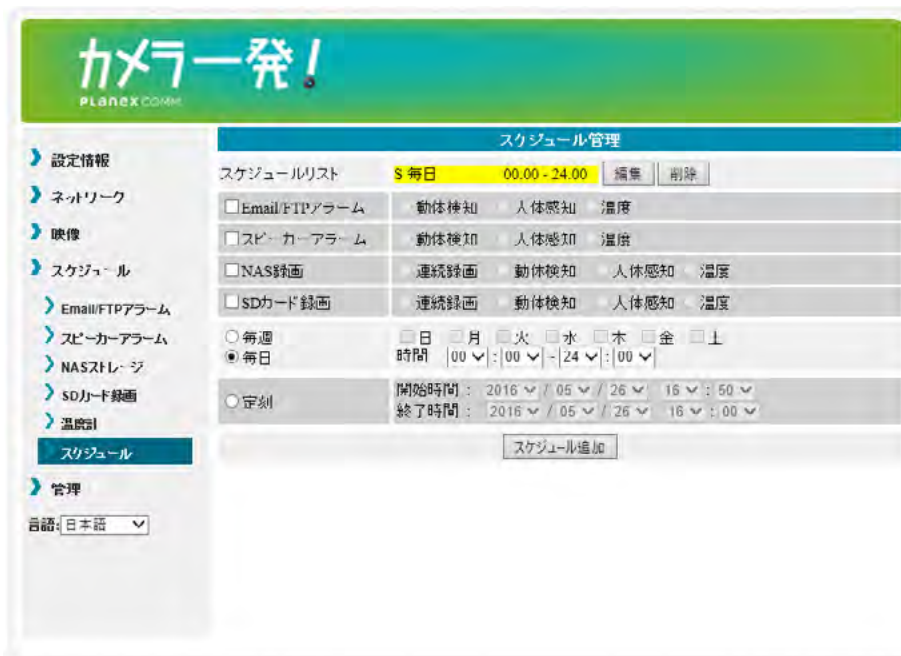 カメラ一発!
PLANEX COMM
設定情報
ネットワーク
映像
スケジュール
Email/FTPアラーム
スピーカーアラーム
NASストレージ
SDカード録画
温度計
スケジュール
管理
言語: 日本語
スケジュール管理
スケジュールリスト S 毎日 00.00 - 24.00 編集 削除
Email/FTPアラーム 動体検知 人体感知 温度
スピーカーアラーム 動体検知 人体感知 温度
NAS録画 連続録画 動体検知 人体感知 温度
SDカード録画 連続録画 動体検知 人体感知 温度
毎週 日 月 火 水 木 金 土
毎日 時間 00 : 00 - 24 : 00
定刻 開始時間 : 2016 / 05 / 26 16 : 50
終了時間 : 2016 / 05 / 26 16 : 00
スケジュール追加